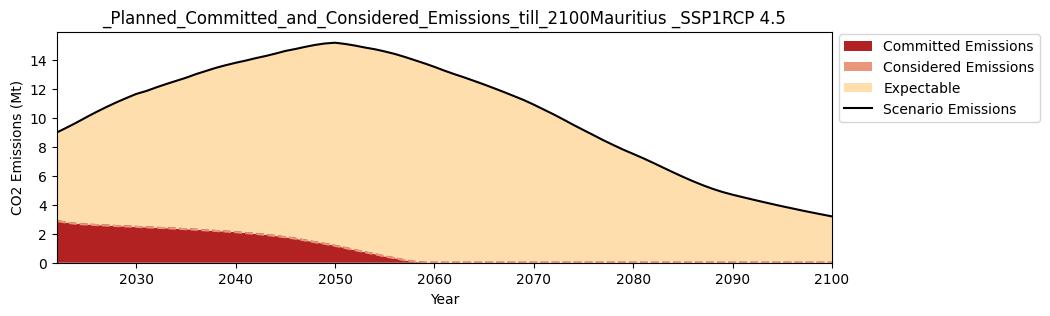 _Planned_Committed_and_Considered_Emissions_till_2100Mauritius _SSP1RCP 4.5
CO2 Emissions (Mt)
14
12
10
8
6
4
2
0
2030 2040 2050 2060 2070 2080 2090 2100
Year
Committed Emissions
Considered Emissions
Expectable
Scenario Emissions